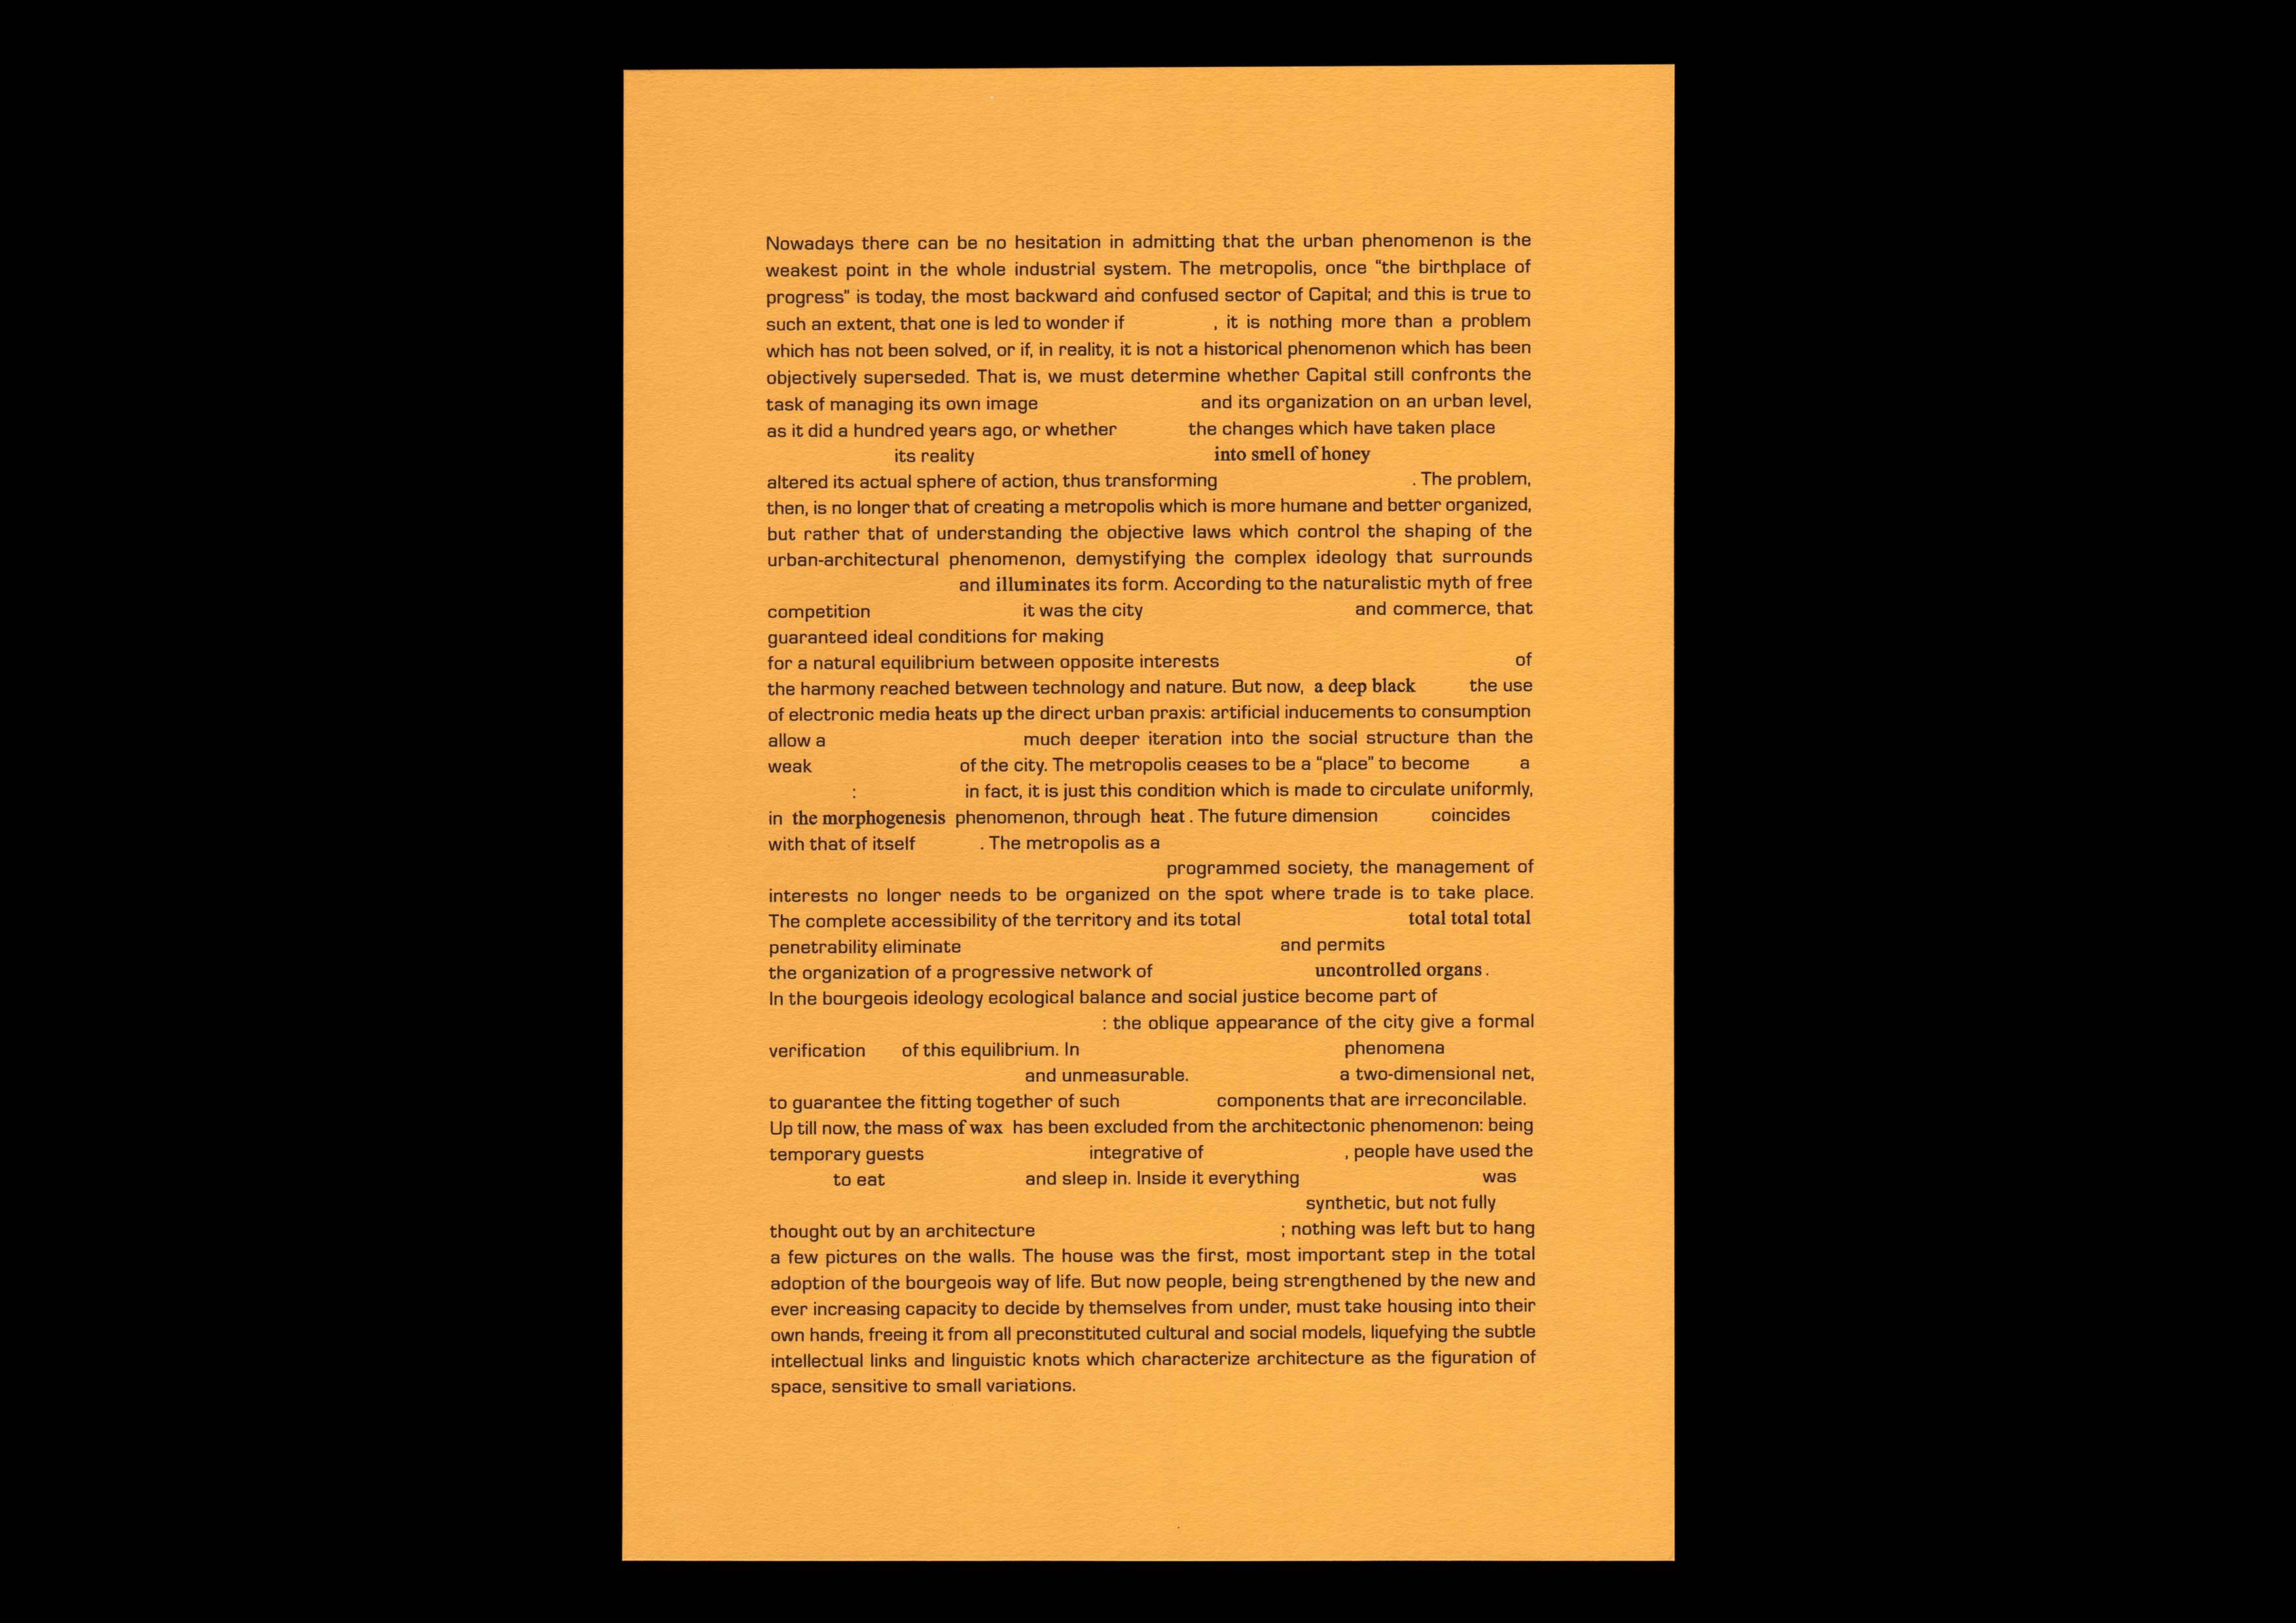 Nowadays there can be no hesitation in admitting that the urban phenomenon is the
weakest point in the whole industrial system. The metropolis, once “the birthplace of
progress” is today, the most backward and confused sector of Capital; and this is true to
such an extent, that one is led to wonder if , it is nothing more than a problem
which has not been solved, or if, in reality, it is not a historical phenomenon which has been
objectively superseded. That is, we must determine whether Capital still confronts the
task of managing its own image and its organization on an urban level,
as it did a hundred years ago, or whether the changes which have taken place
its reality into smell of honey
altered its actual sphere of action, thus transforming . The problem,
then, is no longer that of creating a metropolis which is more humane and better organized,
but rather that of understanding the objective laws which control the shaping of the
urban-architectural phenomenon, demystifying the complex ideology that surrounds
and illuminates its form. According to the naturalistic myth of free
competition it was the city and commerce, that
guaranteed ideal conditions for making
for a natural equilibrium between opposite interests of
the harmony reached between technology and nature. But now, a deep black the use
of electronic media heats up the direct urban praxis: artificial inducements to consumption
allow a much deeper iteration into the social structure than the
weak of the city. The metropolis ceases to be a “place” to become a
: in fact, it is just this condition which is made to circulate uniformly,
in the morphogenesis phenomenon, through heat . The future dimension coincides
with that of itself . The metropolis as a
programmed society, the management of
interests no longer needs to be organized on the spot where trade is to take place.
The complete accessibility of the territory and its total total total total
penetrability eliminate and permits
the organization of a progressive network of uncontrolled organs .
In the bourgeois ideology ecological balance and social justice become part of
: the oblique appearance of the city give a formal
verification of this equilibrium. In phenomena
and unmeasurable. a two-dimensional net,
to guarantee the fitting together of such components that are irreconcilable.
Up till now, the mass of wax has been excluded from the architectonic phenomenon: being
temporary guests integrative of , people have used the
to eat and sleep in. Inside it everything was
synthetic, but not fully
thought out by an architecture ; nothing was left but to hang
a few pictures on the walls. The house was the first, most important step in the total
adoption of the bourgeois way of life. But now people, being strengthened by the new and
ever increasing capacity to decide by themselves from under, must take housing into their
own hands, freeing it from all preconstituted cultural and social models, liquefying the subtle
intellectual links and linguistic knots which characterize architecture as the figuration of
space, sensitive to small variations.